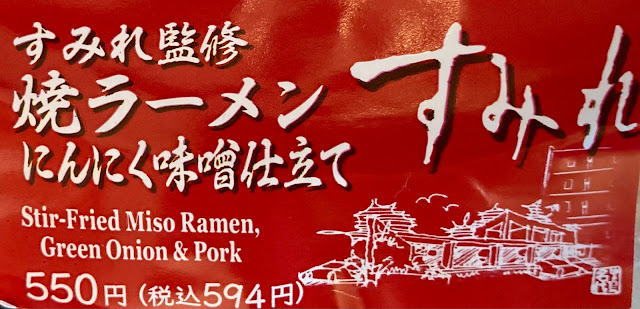 すみれ監修
焼ラーメン
にんにく味噌仕立て
Stir-Fried Miso Ramen,
Green Onion & Pork
550円(税込594円)
すみれ